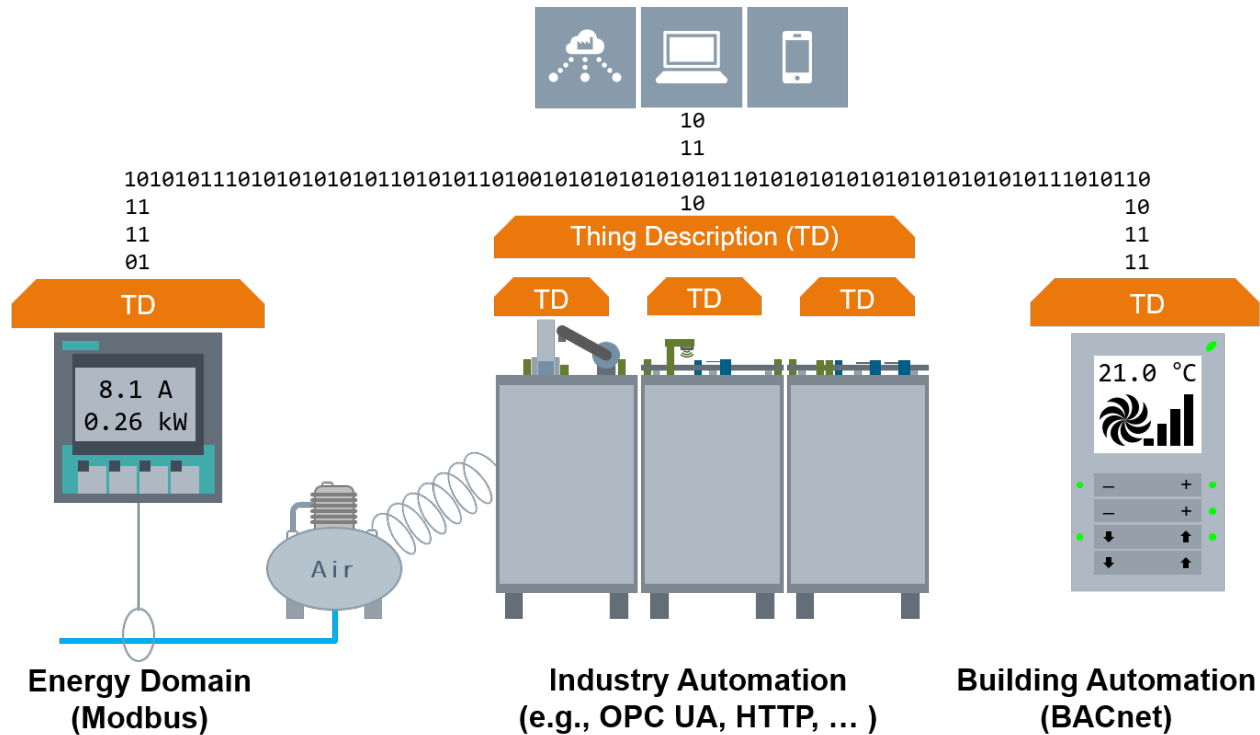 10
11
10101011101010101010110101011010010101010101010101101010101010101010101010111010110
11
11
01
10
10
11
11
Thing Description (TD)
TD
TD
TD
TD
TD
8.1 A
0.26 kW
21.0 °C
– +
– +
Air
Energy Domain
(Modbus)
Industry Automation
(e.g., OPC UA, HTTP, … )
Building Automation
(BACnet)